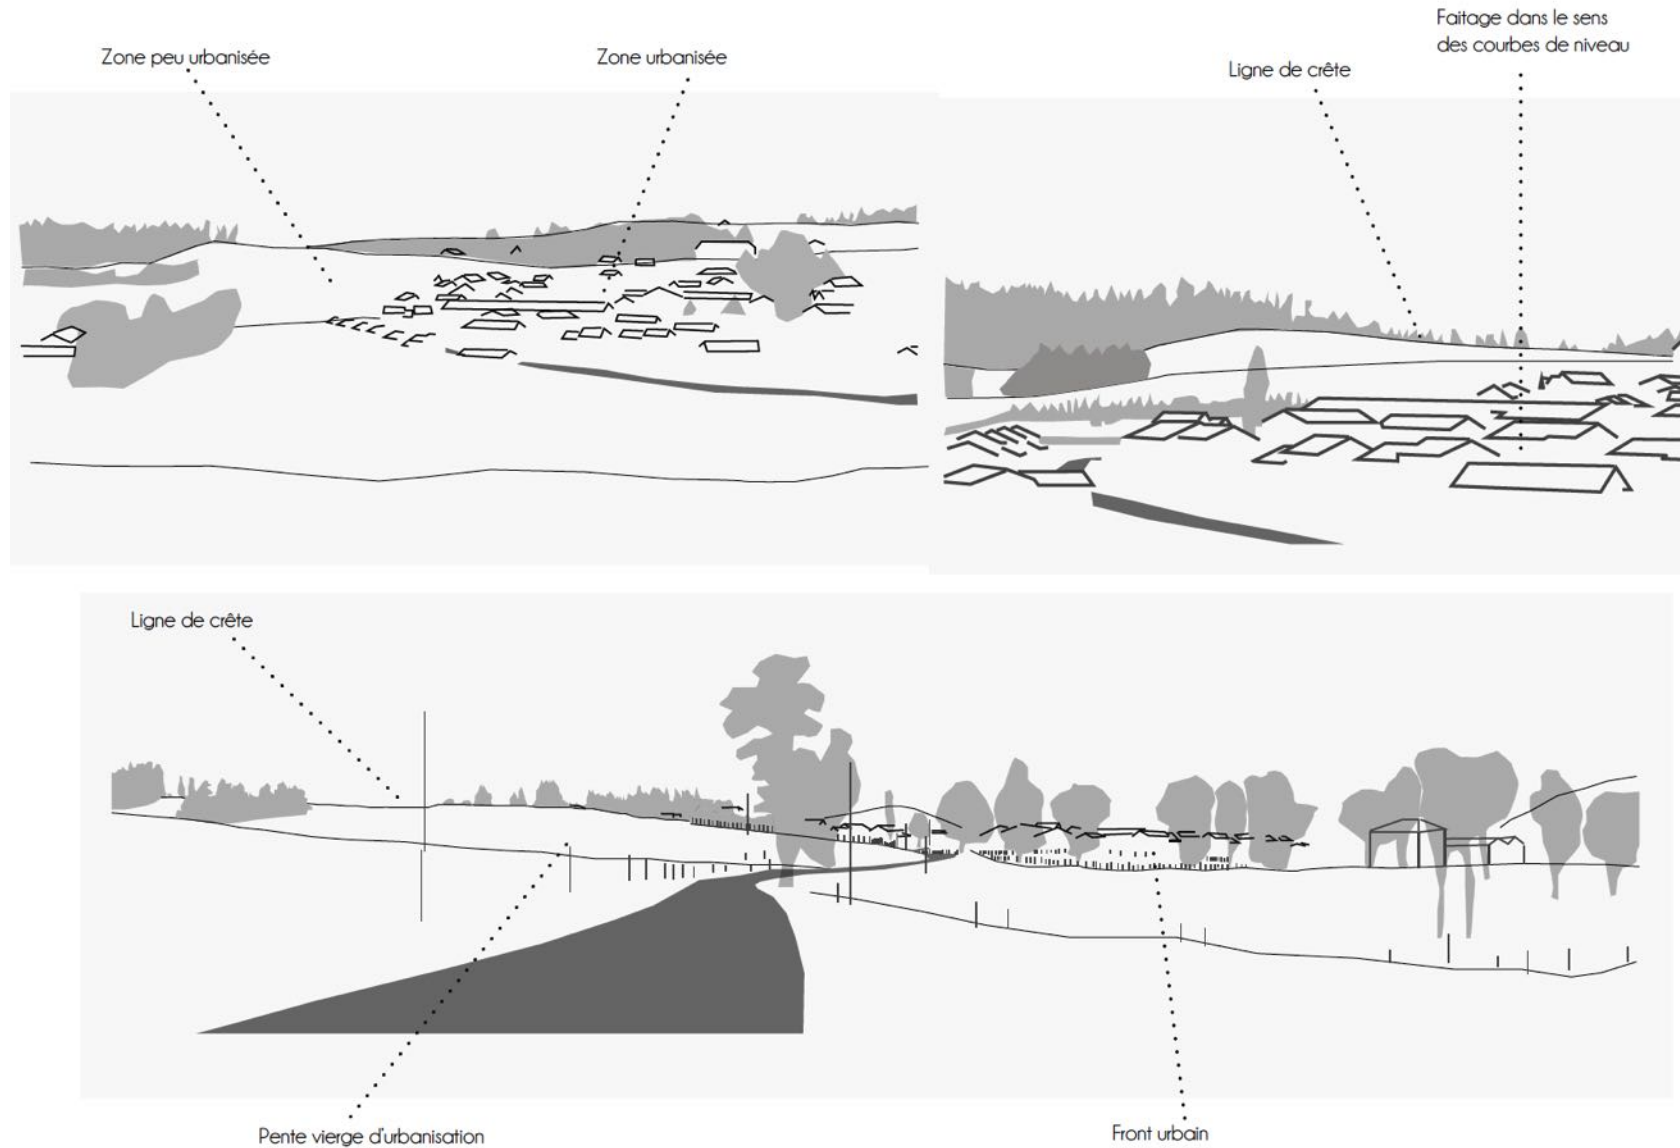 Zone peu urbanisée
Zone urbanisée
Faitage dans le sens
des courbes de niveau
Ligne de crête
Ligne de crête
Pente vierge d'urbanisation
Front urbain